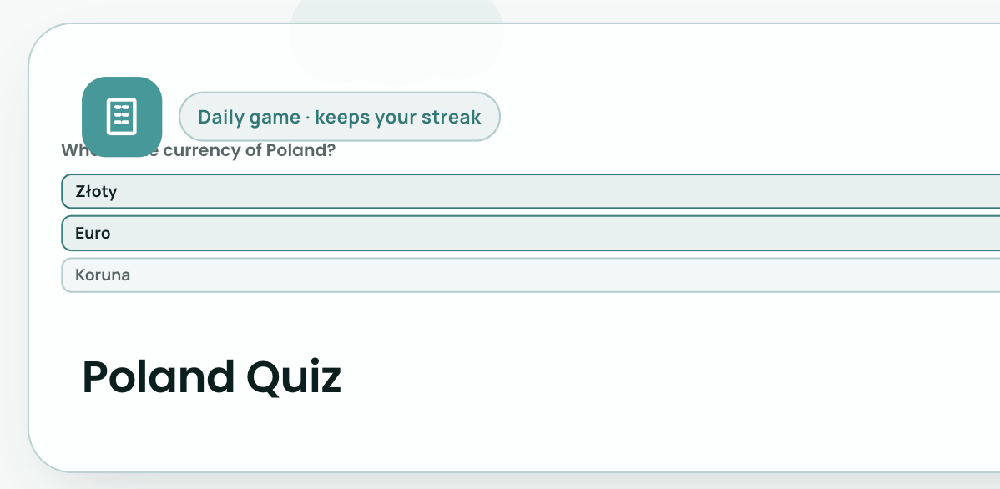 Daily game · keeps your streak
currency of Poland?
Złoty
Euro
Koruna
Poland Quiz